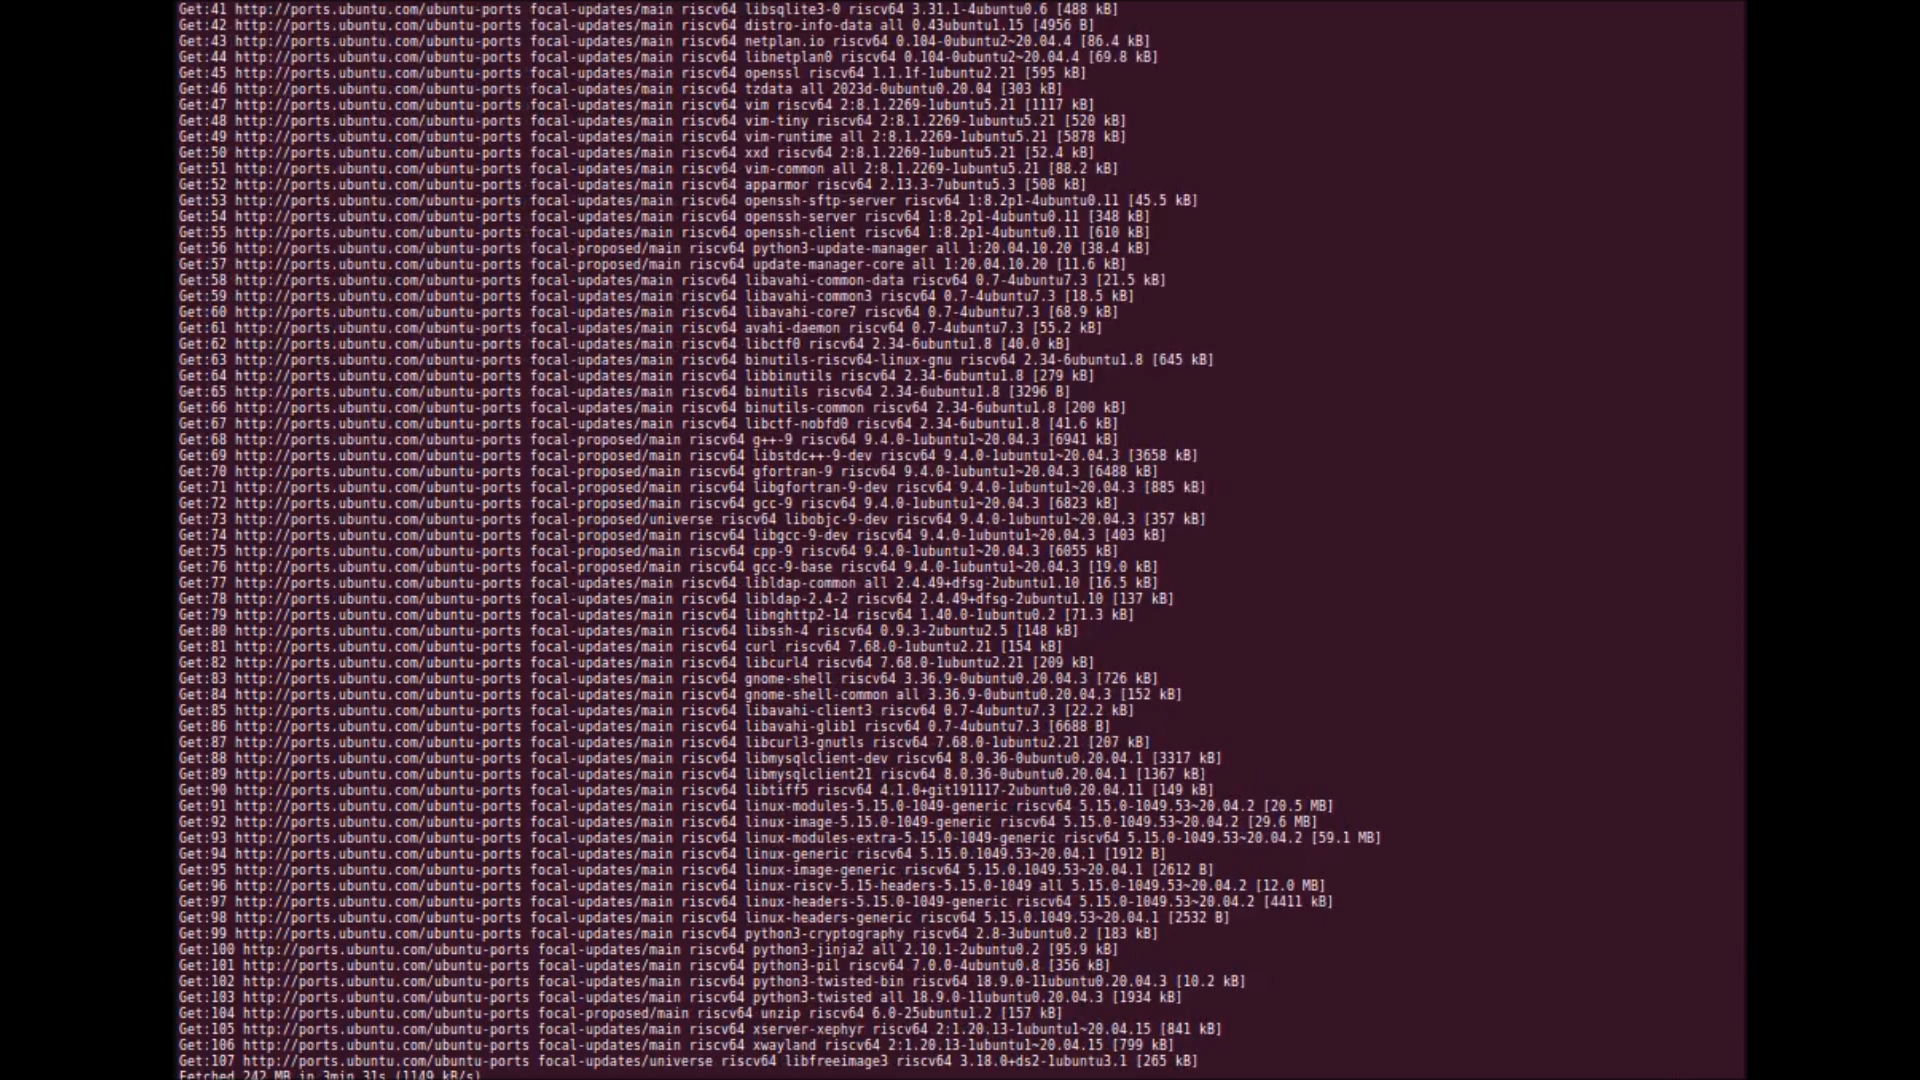 Get:41 http://ports.ubuntu.com/ubuntu-ports focal-updates/main riscv64 libsqlite3-0 riscv64 3.31.1-4ubuntu0.6 [488 kB]
Get:42 http://ports.ubuntu.com/ubuntu-ports focal-updates/main riscv64 distro-info-data all 0.43ubuntu1.15 [4956 B]
Get:43 http://ports.ubuntu.com/ubuntu-ports focal-updates/main riscv64 netplan.io riscv64 0.104-0ubuntu2~20.04.4 [86.4 kB]
Get:44 http://ports.ubuntu.com/ubuntu-ports focal-updates/main riscv64 libnetplan0 riscv64 0.104-0ubuntu2~20.04.4 [69.8 kB]
Get:45 http://ports.ubuntu.com/ubuntu-ports focal-updates/main riscv64 openssl riscv64 1.1.1f-1ubuntu2.21 [595 kB]
Get:46 http://ports.ubuntu.com/ubuntu-ports focal-updates/main riscv64 tzdata all 2023d-0ubuntu0.20.04 [303 kB]
Get:47 http://ports.ubuntu.com/ubuntu-ports focal-updates/main riscv64 vim riscv64 2:8.1.2269-1ubuntu5.21 [1117 kB]
Get:48 http://ports.ubuntu.com/ubuntu-ports focal-updates/main riscv64 vim-tiny riscv64 2:8.1.2269-1ubuntu5.21 [520 kB]
Get:49 http://ports.ubuntu.com/ubuntu-ports focal-updates/main riscv64 vim-runtime all 2:8.1.2269-1ubuntu5.21 [5878 kB]
Get:50 http://ports.ubuntu.com/ubuntu-ports focal-updates/main riscv64 xxd riscv64 2:8.1.2269-1ubuntu5.21 [52.4 kB]
Get:51 http://ports.ubuntu.com/ubuntu-ports focal-updates/main riscv64 vim-common all 2:8.1.2269-1ubuntu5.21 [88.2 kB]
Get:52 http://ports.ubuntu.com/ubuntu-ports focal-updates/main riscv64 apparmor riscv64 2.13.3-7ubuntu5.3 [508 kB]
Get:53 http://ports.ubuntu.com/ubuntu-ports focal-updates/main riscv64 openssh-sftp-server riscv64 1:8.2p1-4ubuntu0.11 [45.5 kB]
Get:54 http://ports.ubuntu.com/ubuntu-ports focal-updates/main riscv64 openssh-server riscv64 1:8.2p1-4ubuntu0.11 [348 kB]
Get:55 http://ports.ubuntu.com/ubuntu-ports focal-updates/main riscv64 openssh-client riscv64 1:8.2p1-4ubuntu0.11 [610 kB]
Get:56 http://ports.ubuntu.com/ubuntu-ports focal-proposed/main riscv64 python3-update-manager all 1:20.04.10.20 [38.4 kB]
Get:57 http://ports.ubuntu.com/ubuntu-ports focal-proposed/main riscv64 update-manager-core all 1:20.04.10.20 [11.6 kB]
Get:58 http://ports.ubuntu.com/ubuntu-ports focal-updates/main riscv64 libavahi-common-data riscv64 0.7-4ubuntu7.3 [21.5 kB]
Get:59 http://ports.ubuntu.com/ubuntu-ports focal-updates/main riscv64 libavahi-common3 riscv64 0.7-4ubuntu7.3 [18.5 kB]
Get:60 http://ports.ubuntu.com/ubuntu-ports focal-updates/main riscv64 libavahi-core7 riscv64 0.7-4ubuntu7.3 [68.9 kB]
Get:61 http://ports.ubuntu.com/ubuntu-ports focal-updates/main riscv64 avahi-daemon riscv64 0.7-4ubuntu7.3 [55.2 kB]
Get:62 http://ports.ubuntu.com/ubuntu-ports focal-updates/main riscv64 libctf0 riscv64 2.34-6ubuntu1.8 [40.0 kB]
Get:63 http://ports.ubuntu.com/ubuntu-ports focal-updates/main riscv64 binutils-riscv64-linux-gnu riscv64 2.34-6ubuntu1.8 [645 kB]
Get:64 http://ports.ubuntu.com/ubuntu-ports focal-updates/main riscv64 libbinutils riscv64 2.34-6ubuntu1.8 [279 kB]
Get:65 http://ports.ubuntu.com/ubuntu-ports focal-updates/main riscv64 binutils riscv64 2.34-6ubuntu1.8 [3296 B]
Get:66 http://ports.ubuntu.com/ubuntu-ports focal-updates/main riscv64 binutils-common riscv64 2.34-6ubuntu1.8 [200 kB]
Get:67 http://ports.ubuntu.com/ubuntu-ports focal-updates/main riscv64 libctf-nobfd0 riscv64 2.34-6ubuntu1.8 [41.6 kB]
Get:68 http://ports.ubuntu.com/ubuntu-ports focal-proposed/main riscv64 g++-9 riscv64 9.4.0-1ubuntu1~20.04.3 [6941 kB]
Get:69 http://ports.ubuntu.com/ubuntu-ports focal-proposed/main riscv64 libstdc++-9-dev riscv64 9.4.0-1ubuntu1~20.04.3 [3658 kB]
Get:70 http://ports.ubuntu.com/ubuntu-ports focal-proposed/main riscv64 gfortran-9 riscv64 9.4.0-1ubuntu1~20.04.3 [6488 kB]
Get:71 http://ports.ubuntu.com/ubuntu-ports focal-proposed/main riscv64 libgfortran-9-dev riscv64 9.4.0-1ubuntu1~20.04.3 [885 kB]
Get:72 http://ports.ubuntu.com/ubuntu-ports focal-proposed/main riscv64 gcc-9 riscv64 9.4.0-1ubuntu1~20.04.3 [6823 kB]
Get:73 http://ports.ubuntu.com/ubuntu-ports focal-proposed/universe riscv64 libobjc-9-dev riscv64 9.4.0-1ubuntu1~20.04.3 [357 kB]
Get:74 http://ports.ubuntu.com/ubuntu-ports focal-proposed/main riscv64 libgcc-9-dev riscv64 9.4.0-1ubuntu1~20.04.3 [403 kB]
Get:75 http://ports.ubuntu.com/ubuntu-ports focal-proposed/main riscv64 cpp-9 riscv64 9.4.0-1ubuntu1~20.04.3 [6055 kB]
Get:76 http://ports.ubuntu.com/ubuntu-ports focal-proposed/main riscv64 gcc-9-base riscv64 9.4.0-1ubuntu1~20.04.3 [19.0 kB]
Get:77 http://ports.ubuntu.com/ubuntu-ports focal-updates/main riscv64 libldap-common all 2.4.49+dfsg-2ubuntu1.10 [16.5 kB]
Get:78 http://ports.ubuntu.com/ubuntu-ports focal-updates/main riscv64 libldap-2.4-2 riscv64 2.4.49+dfsg-2ubuntu1.10 [137 kB]
Get:79 http://ports.ubuntu.com/ubuntu-ports focal-updates/main riscv64 libnghttp2-14 riscv64 1.40.0-1ubuntu0.2 [71.3 kB]
Get:80 http://ports.ubuntu.com/ubuntu-ports focal-updates/main riscv64 libssh-4 riscv64 0.9.3-2ubuntu2.5 [148 kB]
Get:81 http://ports.ubuntu.com/ubuntu-ports focal-updates/main riscv64 curl riscv64 7.68.0-1ubuntu2.21 [154 kB]
Get:82 http://ports.ubuntu.com/ubuntu-ports focal-updates/main riscv64 libcurl4 riscv64 7.68.0-1ubuntu2.21 [209 kB]
Get:83 http://ports.ubuntu.com/ubuntu-ports focal-updates/main riscv64 gnome-shell riscv64 3.36.9-0ubuntu0.20.04.3 [726 kB]
Get:84 http://ports.ubuntu.com/ubuntu-ports focal-updates/main riscv64 gnome-shell-common all 3.36.9-0ubuntu0.20.04.3 [152 kB]
Get:85 http://ports.ubuntu.com/ubuntu-ports focal-updates/main riscv64 libavahi-client3 riscv64 0.7-4ubuntu7.3 [22.2 kB]
Get:86 http://ports.ubuntu.com/ubuntu-ports focal-updates/main riscv64 libavahi-glib1 riscv64 0.7-4ubuntu7.3 [6688 B]
Get:87 http://ports.ubuntu.com/ubuntu-ports focal-updates/main riscv64 libcurl3-gnutls riscv64 7.68.0-1ubuntu2.21 [207 kB]
Get:88 http://ports.ubuntu.com/ubuntu-ports focal-updates/main riscv64 libmysqlclient-dev riscv64 8.0.36-0ubuntu0.20.04.1 [3317 kB]
Get:89 http://ports.ubuntu.com/ubuntu-ports focal-updates/main riscv64 libmysqlclient21 riscv64 8.0.36-0ubuntu0.20.04.1 [1367 kB]
Get:90 http://ports.ubuntu.com/ubuntu-ports focal-updates/main riscv64 libtiff5 riscv64 4.1.0+git191117-2ubuntu0.20.04.11 [149 kB]
Get:91 http://ports.ubuntu.com/ubuntu-ports focal-updates/main riscv64 linux-modules-5.15.0-1049-generic riscv64 5.15.0-1049.53~20.04.2 [20.5 MB]
Get:92 http://ports.ubuntu.com/ubuntu-ports focal-updates/main riscv64 linux-image-5.15.0-1049-generic riscv64 5.15.0-1049.53~20.04.2 [29.6 MB]
Get:93 http://ports.ubuntu.com/ubuntu-ports focal-updates/main riscv64 linux-modules-extra-5.15.0-1049-generic riscv64 5.15.0-1049.53~20.04.2 [59.1 MB]
Get:94 http://ports.ubuntu.com/ubuntu-ports focal-updates/main riscv64 linux-generic riscv64 5.15.0.1049.53~20.04.1 [1912 B]
Get:95 http://ports.ubuntu.com/ubuntu-ports focal-updates/main riscv64 linux-image-generic riscv64 5.15.0.1049.53~20.04.1 [2612 B]
Get:96 http://ports.ubuntu.com/ubuntu-ports focal-updates/main riscv64 linux-riscv-5.15-headers-5.15.0-1049 all 5.15.0-1049.53~20.04.2 [12.0 MB]
Get:97 http://ports.ubuntu.com/ubuntu-ports focal-updates/main riscv64 linux-headers-5.15.0-1049-generic riscv64 5.15.0-1049.53~20.04.2 [4411 kB]
Get:98 http://ports.ubuntu.com/ubuntu-ports focal-updates/main riscv64 linux-headers-generic riscv64 5.15.0.1049.53~20.04.1 [2532 B]
Get:99 http://ports.ubuntu.com/ubuntu-ports focal-updates/main riscv64 python3-cryptography riscv64 2.8-3ubuntu0.2 [183 kB]
Get:100 http://ports.ubuntu.com/ubuntu-ports focal-updates/main riscv64 python3-jinja2 all 2.10.1-2ubuntu0.2 [95.9 kB]
Get:101 http://ports.ubuntu.com/ubuntu-ports focal-updates/main riscv64 python3-pil riscv64 7.0.0-4ubuntu0.8 [356 kB]
Get:102 http://ports.ubuntu.com/ubuntu-ports focal-updates/main riscv64 python3-twisted-bin riscv64 18.9.0-11ubuntu0.20.04.3 [10.2 kB]
Get:103 http://ports.ubuntu.com/ubuntu-ports focal-updates/main riscv64 python3-twisted all 18.9.0-11ubuntu0.20.04.3 [1934 kB]
Get:104 http://ports.ubuntu.com/ubuntu-ports focal-proposed/main riscv64 unzip riscv64 6.0-25ubuntu1.2 [157 kB]
Get:105 http://ports.ubuntu.com/ubuntu-ports focal-updates/main riscv64 xserver-xephyr riscv64 2:1.20.13-1ubuntu1~20.04.15 [841 kB]
Get:106 http://ports.ubuntu.com/ubuntu-ports focal-updates/main riscv64 xwayland riscv64 2:1.20.13-1ubuntu1~20.04.15 [799 kB]
Get:107 http://ports.ubuntu.com/ubuntu-ports focal-updates/universe riscv64 libfreeimage3 riscv64 3.18.0+ds2-1ubuntu3.1 [265 kB]
Fetched 242 MB in 3min 31s (1149 kB/s)